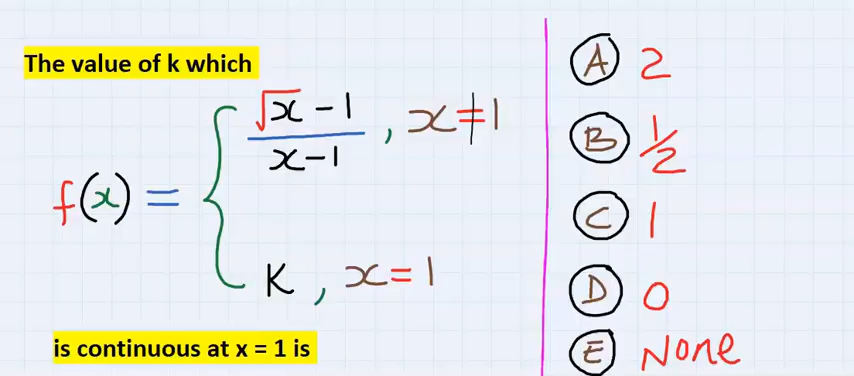 The value of k which
f(x) = { (√x - 1)/(x - 1), x ≠ 1
K, x = 1
is continuous at x = 1 is
A 2
B 1/2
C 1
D 0
E None